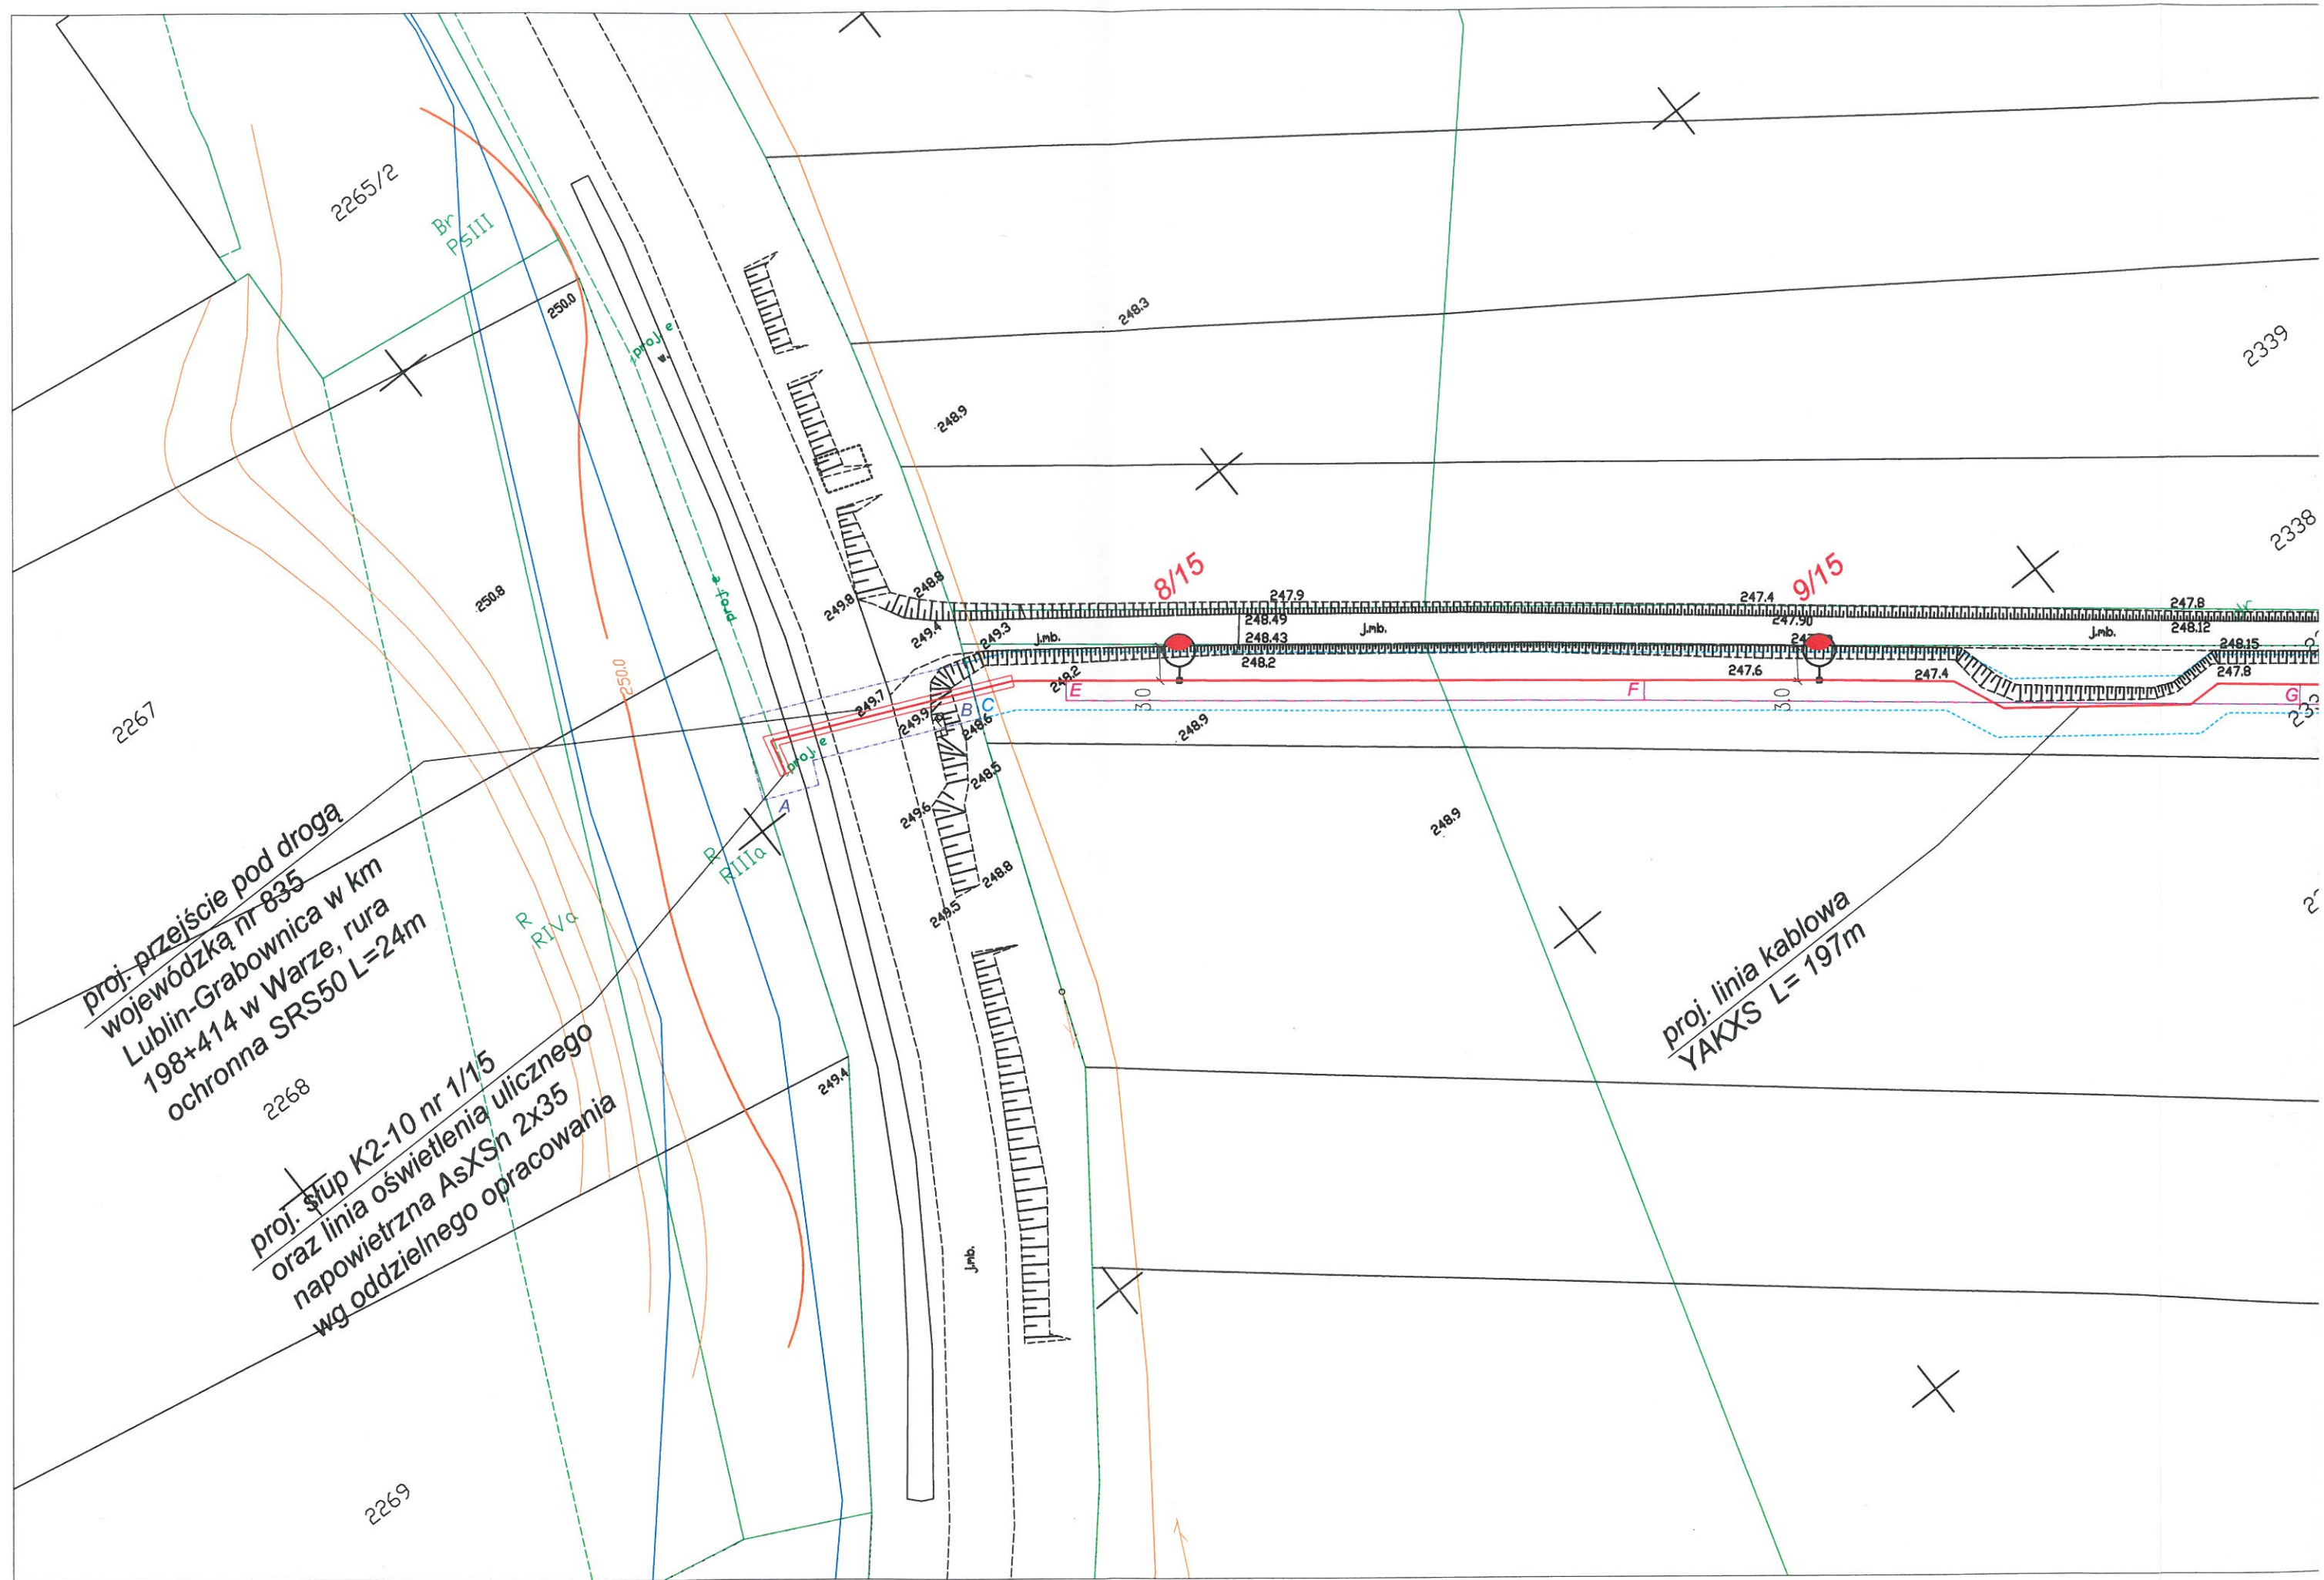 2265/2
Br
PsIII
250.0
proj. e
w.
248.3
2339
248.9
2338
250.8
8/15
9/15
249.8
248.8
247.9
247.4
247.8
249.4
249.3
j.mb.
248.49
j.mb.
247.90
j.mb.
248.12
proj. e
248.43
248.15
248.2
248.2
247.6
247.4
247.8
250.0
249.7
E
30
F
30
G
249.9
B
C
248.6
248.9
2267
proj. e
248.5
A
249.6
248.9
R
RIIIa
248.8
249.5
R
RIVa
proj. przejście pod drogą
wojewódzką nr 835
Lublin-Grabownica w km
198+414 w Warze, rura
ochronna SRS50 L=24m
proj. linia kablowa
YAKXS L= 197m
2268
249.4
proj. słup K2-10 nr 1/15
oraz linia oświetlenia ulicznego
napowietrzna AsXSn 2x35
wg oddzielnego opracowania
j.mb.
2269